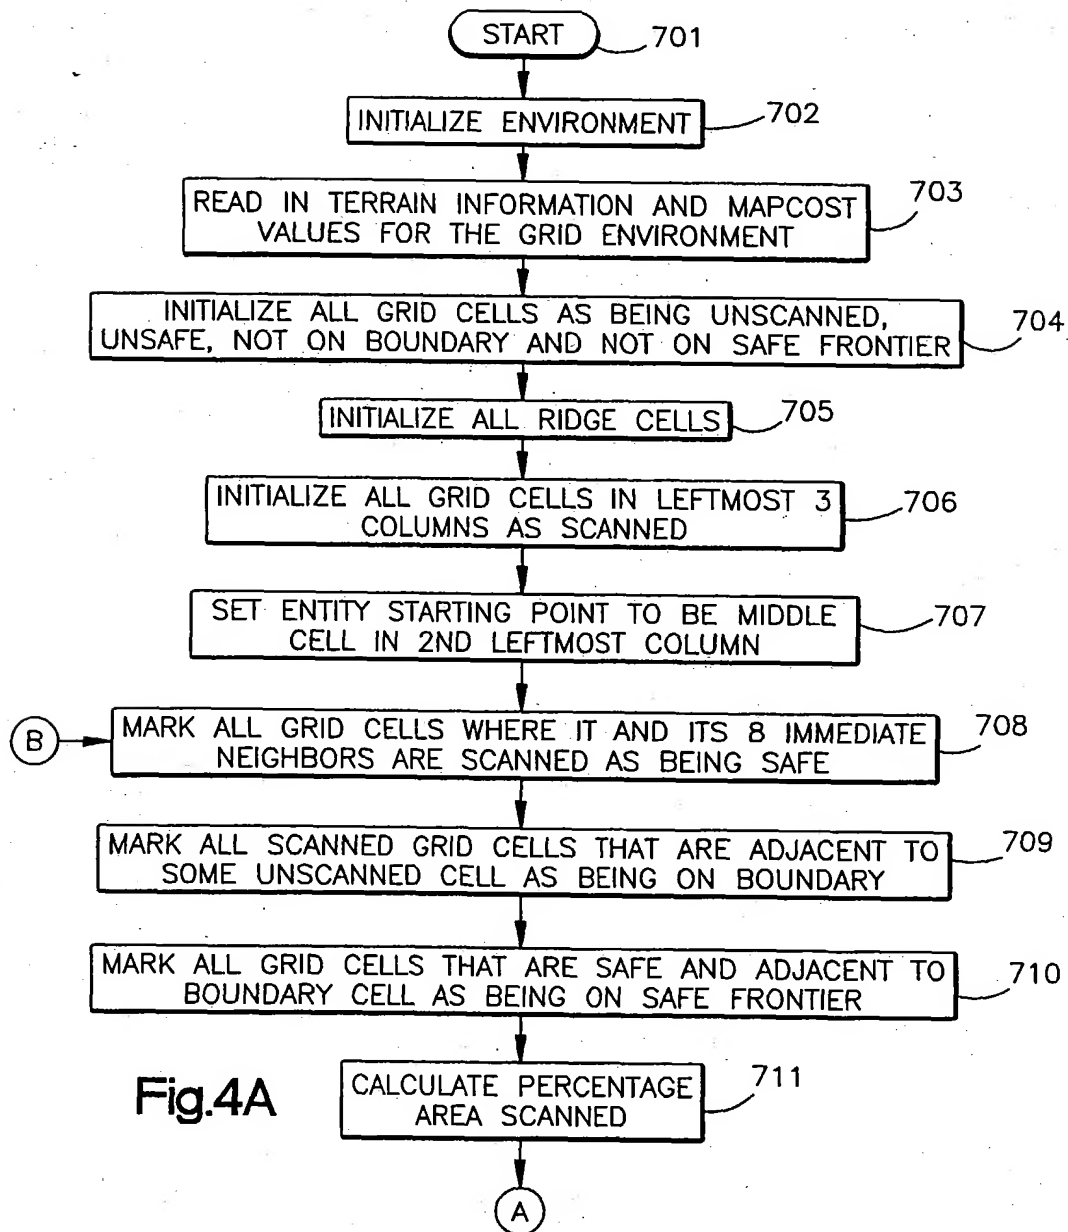 START 701
INITIALIZE ENVIRONMENT 702
READ IN TERRAIN INFORMATION AND MAPCOST
VALUES FOR THE GRID ENVIRONMENT
703
INITIALIZE ALL GRID CELLS AS BEING UNSCANNED,
UNSAFE, NOT ON BOUNDARY AND NOT ON SAFE FRONTIER
704
INITIALIZE ALL RIDGE CELLS 705
INITIALIZE ALL GRID CELLS IN LEFTMOST 3
COLUMNS AS SCANNED
706
SET ENTITY STARTING POINT TO BE MIDDLE
CELL IN 2ND LEFTMOST COLUMN
707
B
MARK ALL GRID CELLS WHERE IT AND ITS 8 IMMEDIATE
NEIGHBORS ARE SCANNED AS BEING SAFE
708
MARK ALL SCANNED GRID CELLS THAT ARE ADJACENT TO
SOME UNSCANNED CELL AS BEING ON BOUNDARY
709
MARK ALL GRID CELLS THAT ARE SAFE AND ADJACENT TO
BOUNDARY CELL AS BEING ON SAFE FRONTIER
710
CALCULATE PERCENTAGE
AREA SCANNED
711
Fig.4A
A